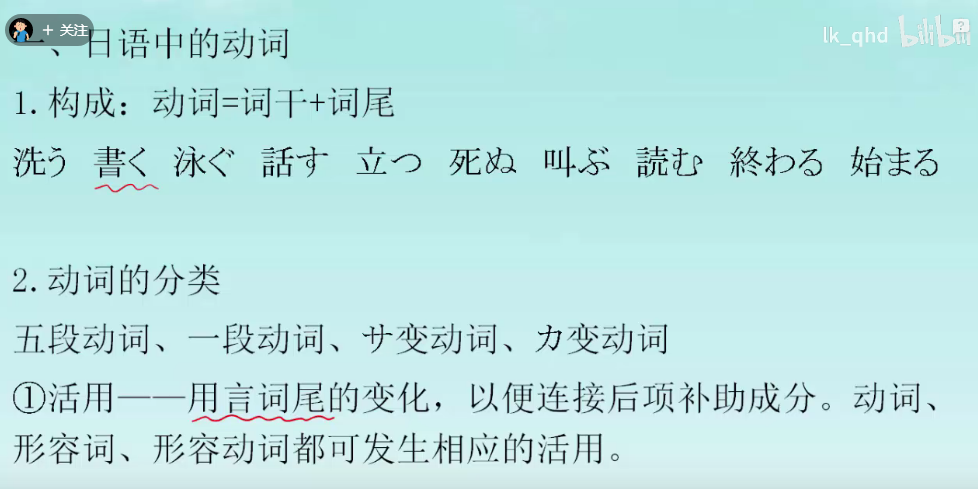 + 关注
一、日语中的动词
lk_qhd bilibili
1. 构成：动词=词干+词尾
洗う 書く 泳ぐ 話す 立つ 死ぬ 叫ぶ 読む 終わる 始まる
2. 动词的分类
五段动词、一段动词、サ变动词、カ变动词
①活用——用言词尾的变化，以便连接后项补助成分。动词、
形容词、形容动词都可发生相应的活用。